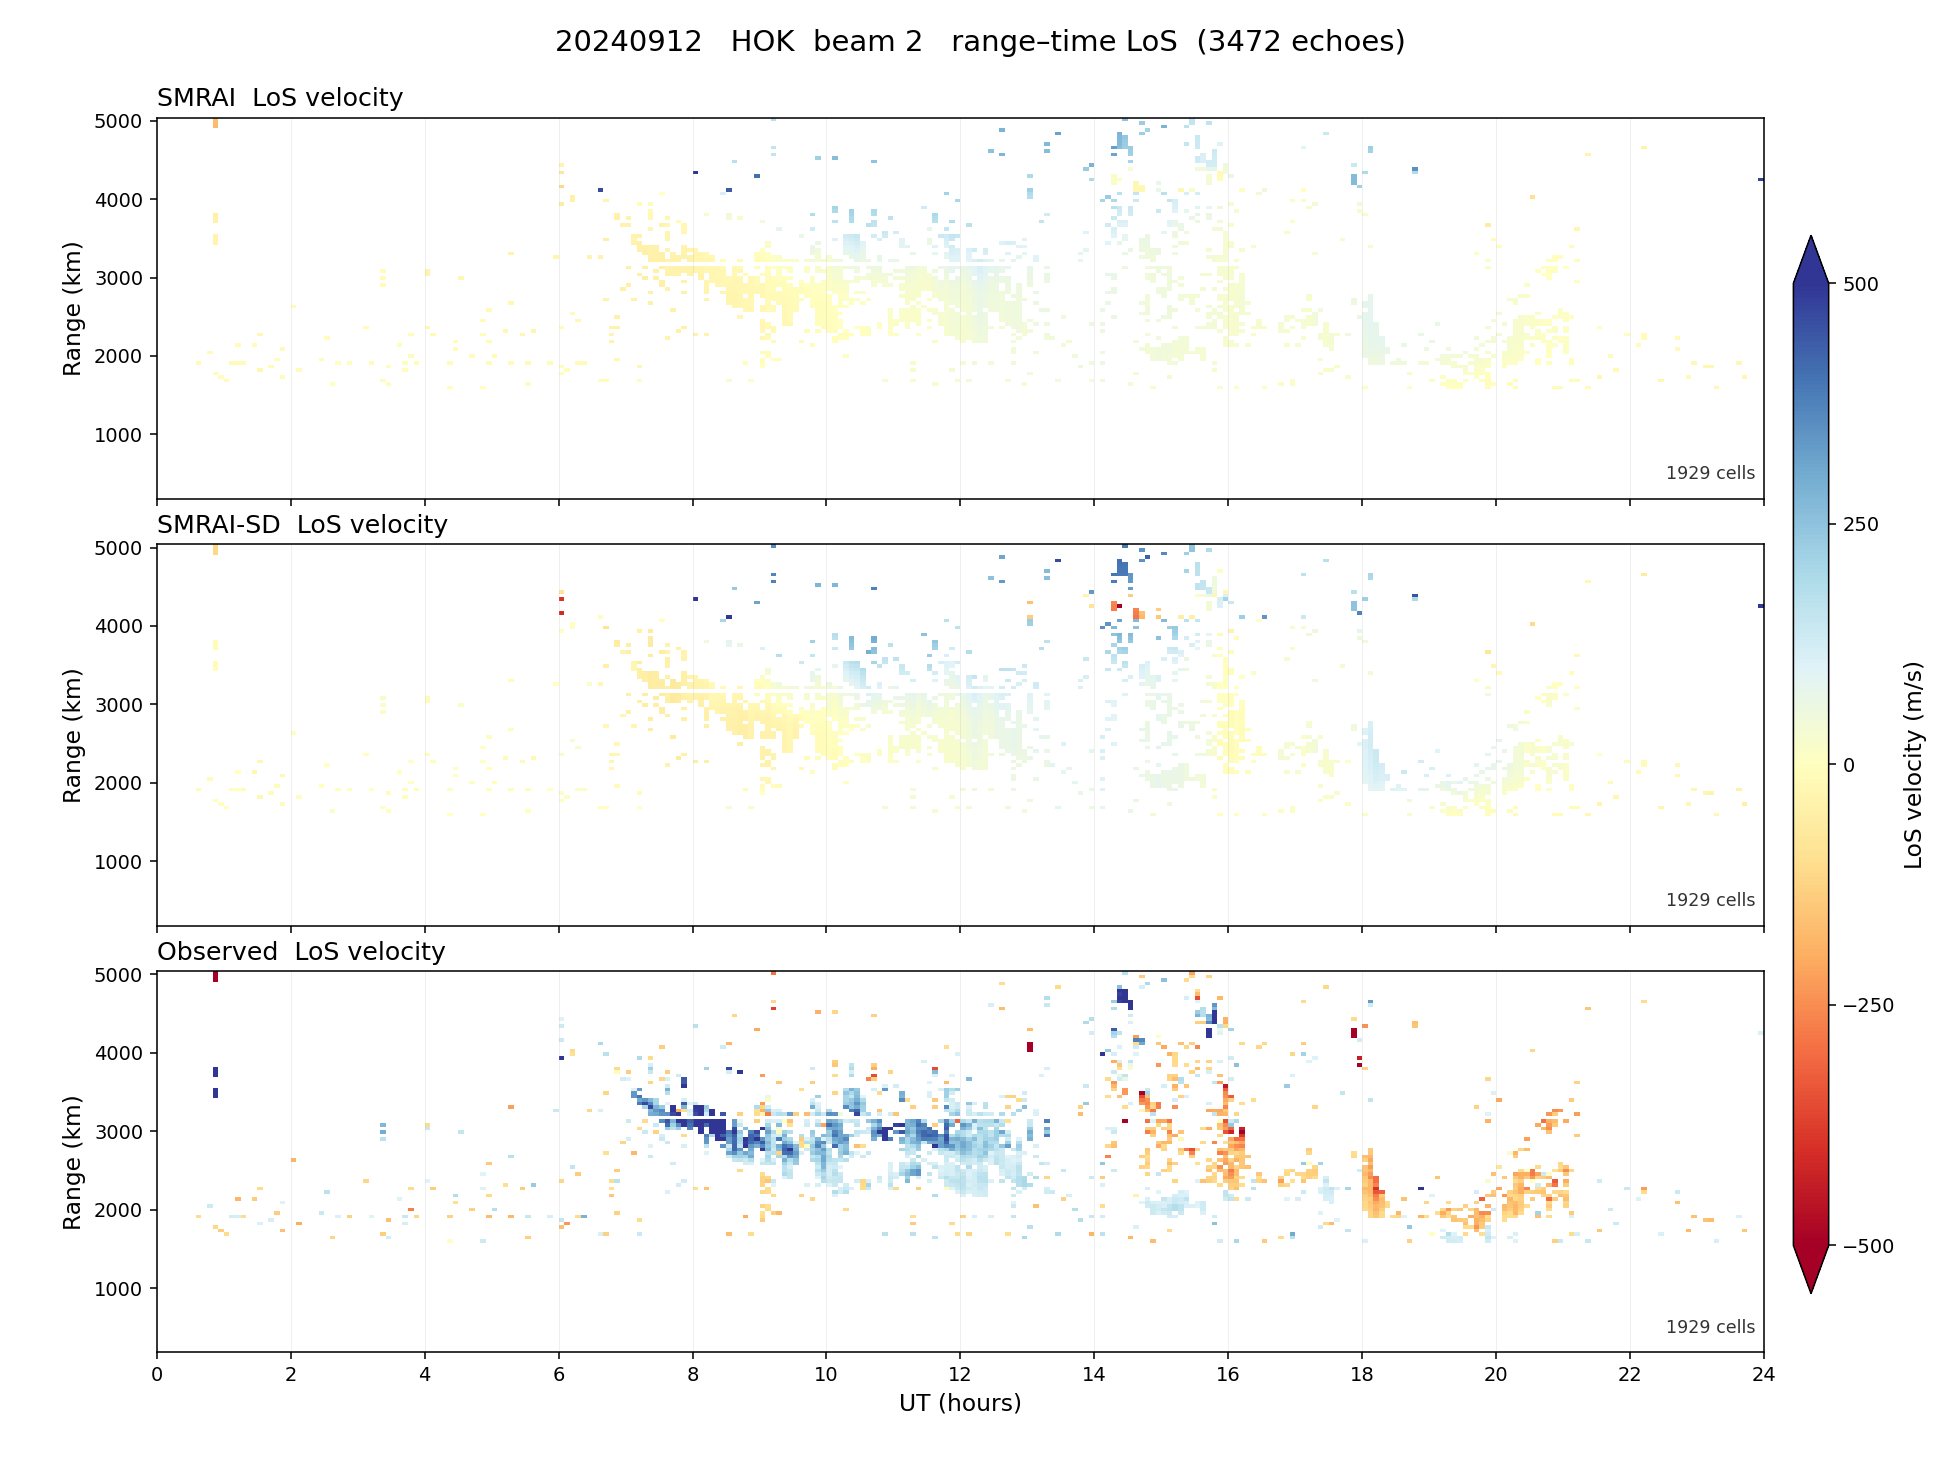 20240912   HOK  beam 2   range–time LoS  (3472 echoes)
SMRAI  LoS velocity
5000
4000
3000
2000
1000
Range (km)
1929 cells
SMRAI-SD  LoS velocity
5000
4000
3000
2000
1000
Range (km)
1929 cells
Observed  LoS velocity
5000
4000
3000
2000
1000
Range (km)
1929 cells
0 2 4 6 8 10 12 14 16 18 20 22 24
UT (hours)
500
250
0
−250
−500
LoS velocity (m/s)